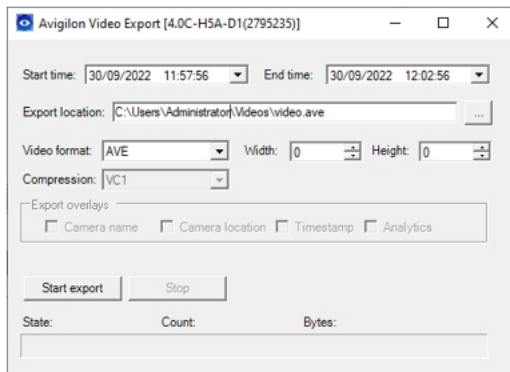 Avigilon Video Export [4.0C-H5A-D1(2795235)]
Start time: 30/09/2022 11:57:56 End time: 30/09/2022 12:02:56
Export location: C:\Users\Administrator\Videos\video.ave ...
Video format: AVE Width: 0 Height: 0
Compression: VC1
Export overlays
Camera name Camera location Timestamp Analytics
Start export Stop
State: Count: Bytes: